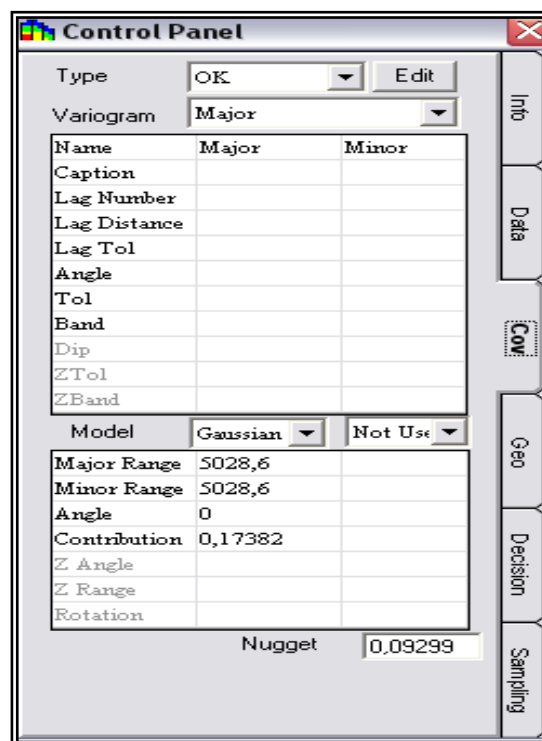 Control Panel
Type OK Edit
Variogram Major
Name Major Minor
Caption
Lag Number
Lag Distance
Lag Tol
Angle
Tol
Band
Dip
ZTol
ZBand
Model Gaussian Not Use
Major Range 5028,6
Minor Range 5028,6
Angle 0
Contribution 0,17382
Z Angle
Z Range
Rotation
Nugget 0,09299
Info
Data
Cov
Geo
Decision
Sampling